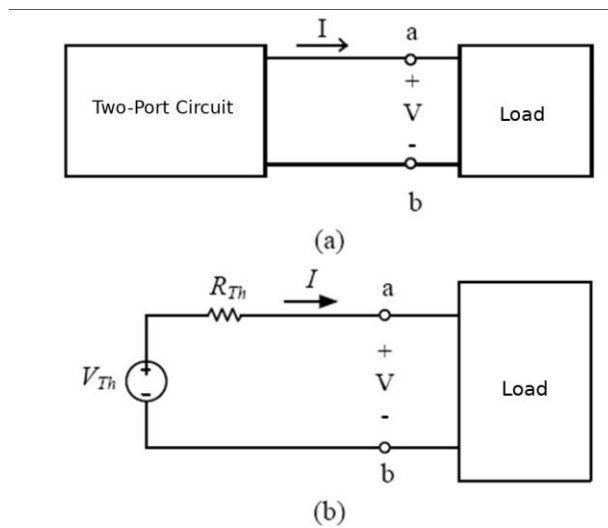 I
a
Two-Port Circuit
+
V
-
Load
b
(a)
R_Th
I
a
V_Th
+
-
+
V
-
Load
b
(b)